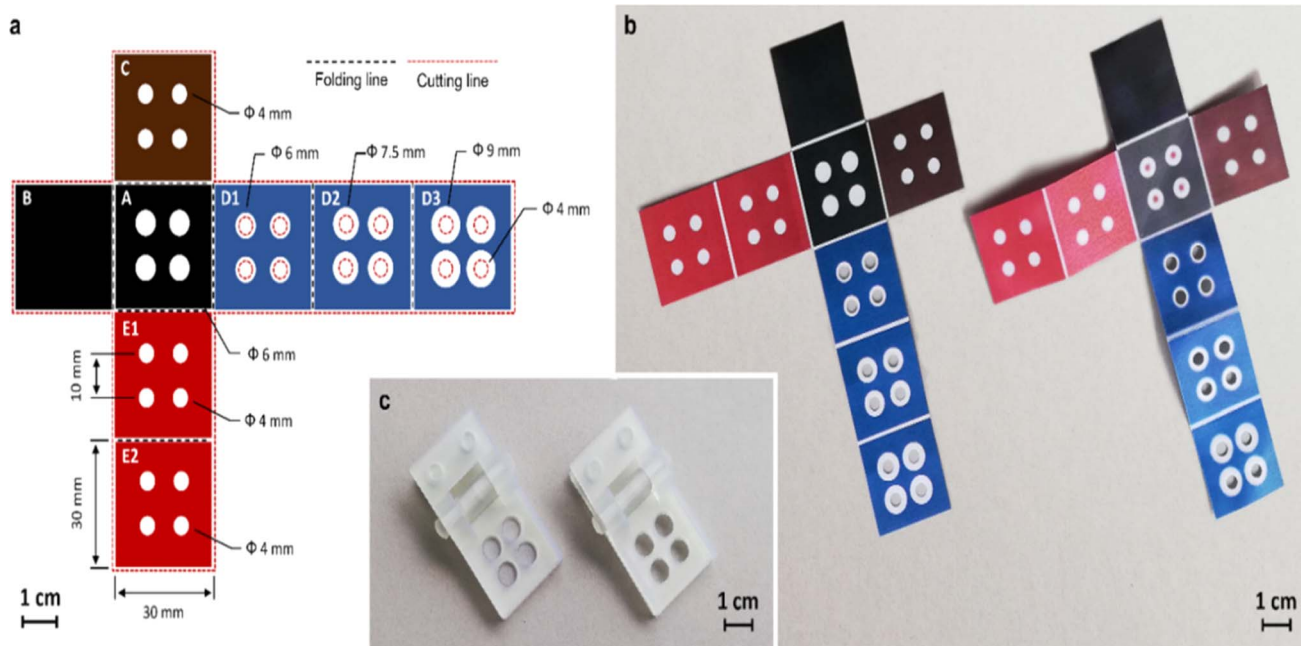 a
C
Φ 4 mm
Folding line
Cutting line
Φ 6 mm
Φ 7.5 mm
Φ 9 mm
B
A
D1
D2
D3
Φ 4 mm
E1
Φ 6 mm
10 mm
Φ 4 mm
E2
30 mm
Φ 4 mm
1 cm
30 mm
b
1 cm
c
1 cm